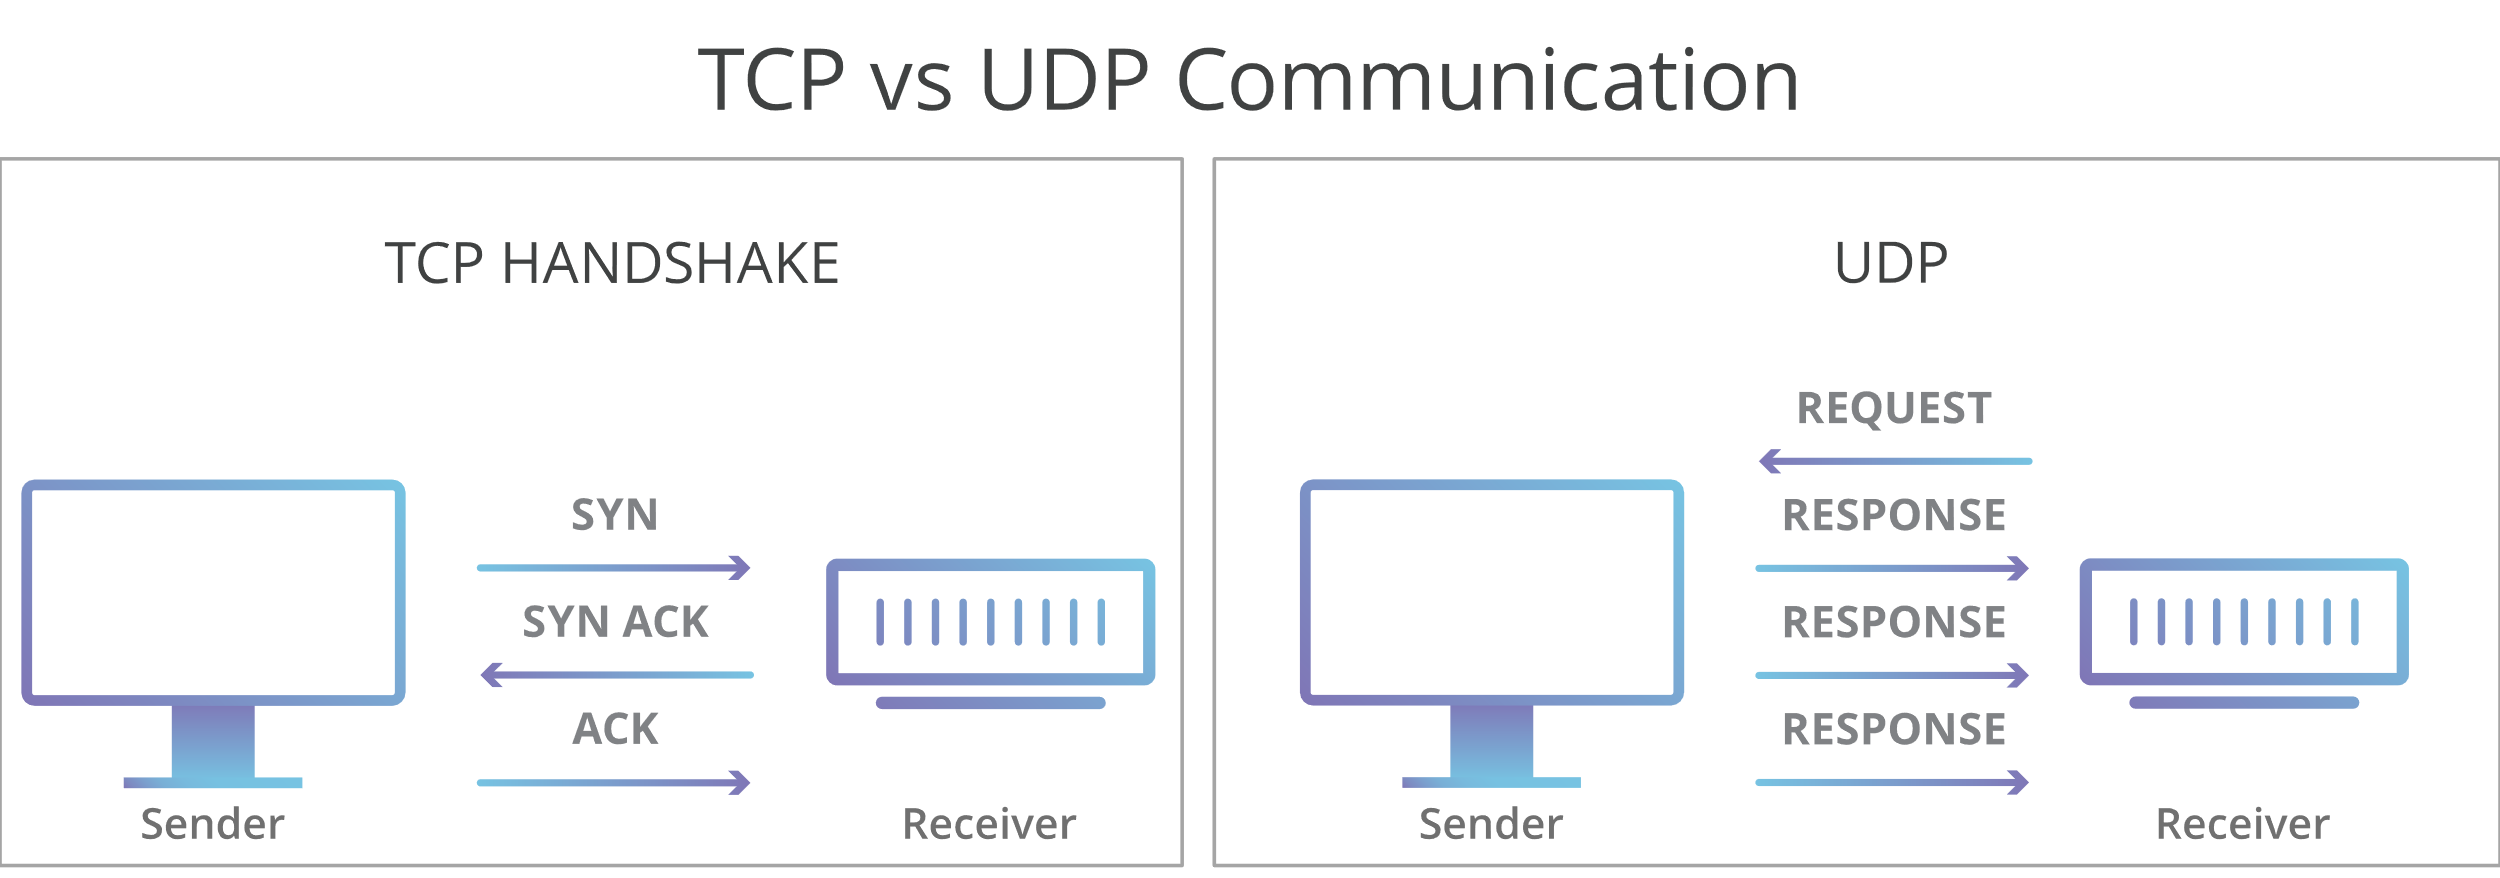 TCP vs UDP Communication
TCP HANDSHAKE
SYN
SYN ACK
ACK
Sender
Receiver
UDP
REQUEST
RESPONSE
RESPONSE
RESPONSE
Sender
Receiver